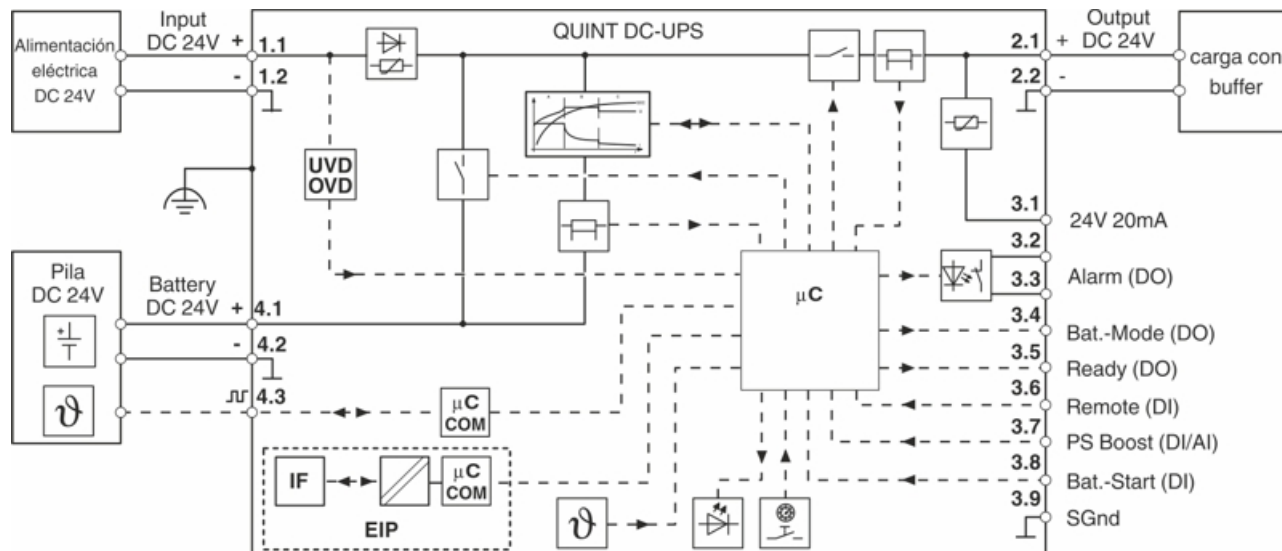 Alimentación
eléctrica
DC 24V
Input
DC 24V +
-
1.1
1.2
QUINT DC-UPS
2.1
2.2
Output
+ DC 24V
-
carga con
buffer
UVD
OVD
3.1
24V 20mA
3.2
3.3
Alarm (DO)
3.4
Bat.-Mode (DO)
3.5
Ready (DO)
3.6
Remote (DI)
3.7
PS Boost (DI/AI)
3.8
Bat.-Start (DI)
3.9
SGnd
µC
Pila
DC 24V
ϑ
Battery
DC 24V +
-
4.1
4.2
4.3
µC
COM
IF
µC
COM
EIP
ϑ